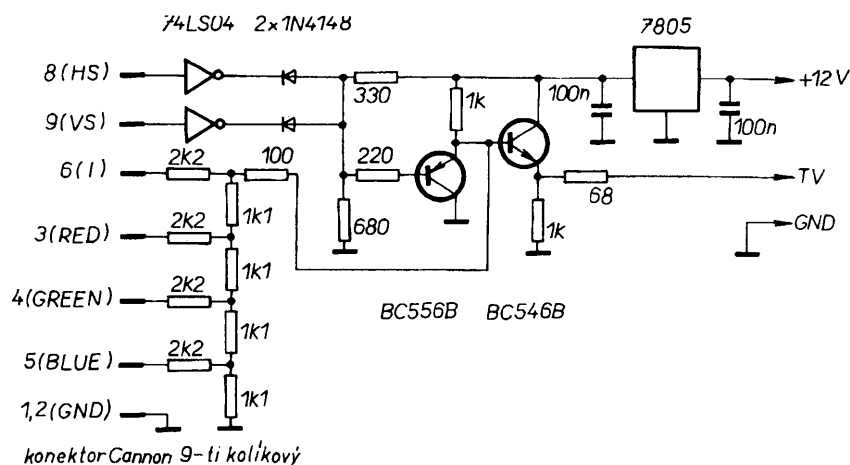 74LS04 2x1N4148
7805
8(HS)
330
1k
100n
+12V
9(VS)
100n
6(I)
2k2
100
220
TV
68
1k1
680
GND
3(RED)
2k2
1k
1k1
4(GREEN)
2k2
BC556B BC546B
1k1
5(BLUE)
2k2
1k1
1,2(GND)
konektor Cannon 9-ti kolíkový